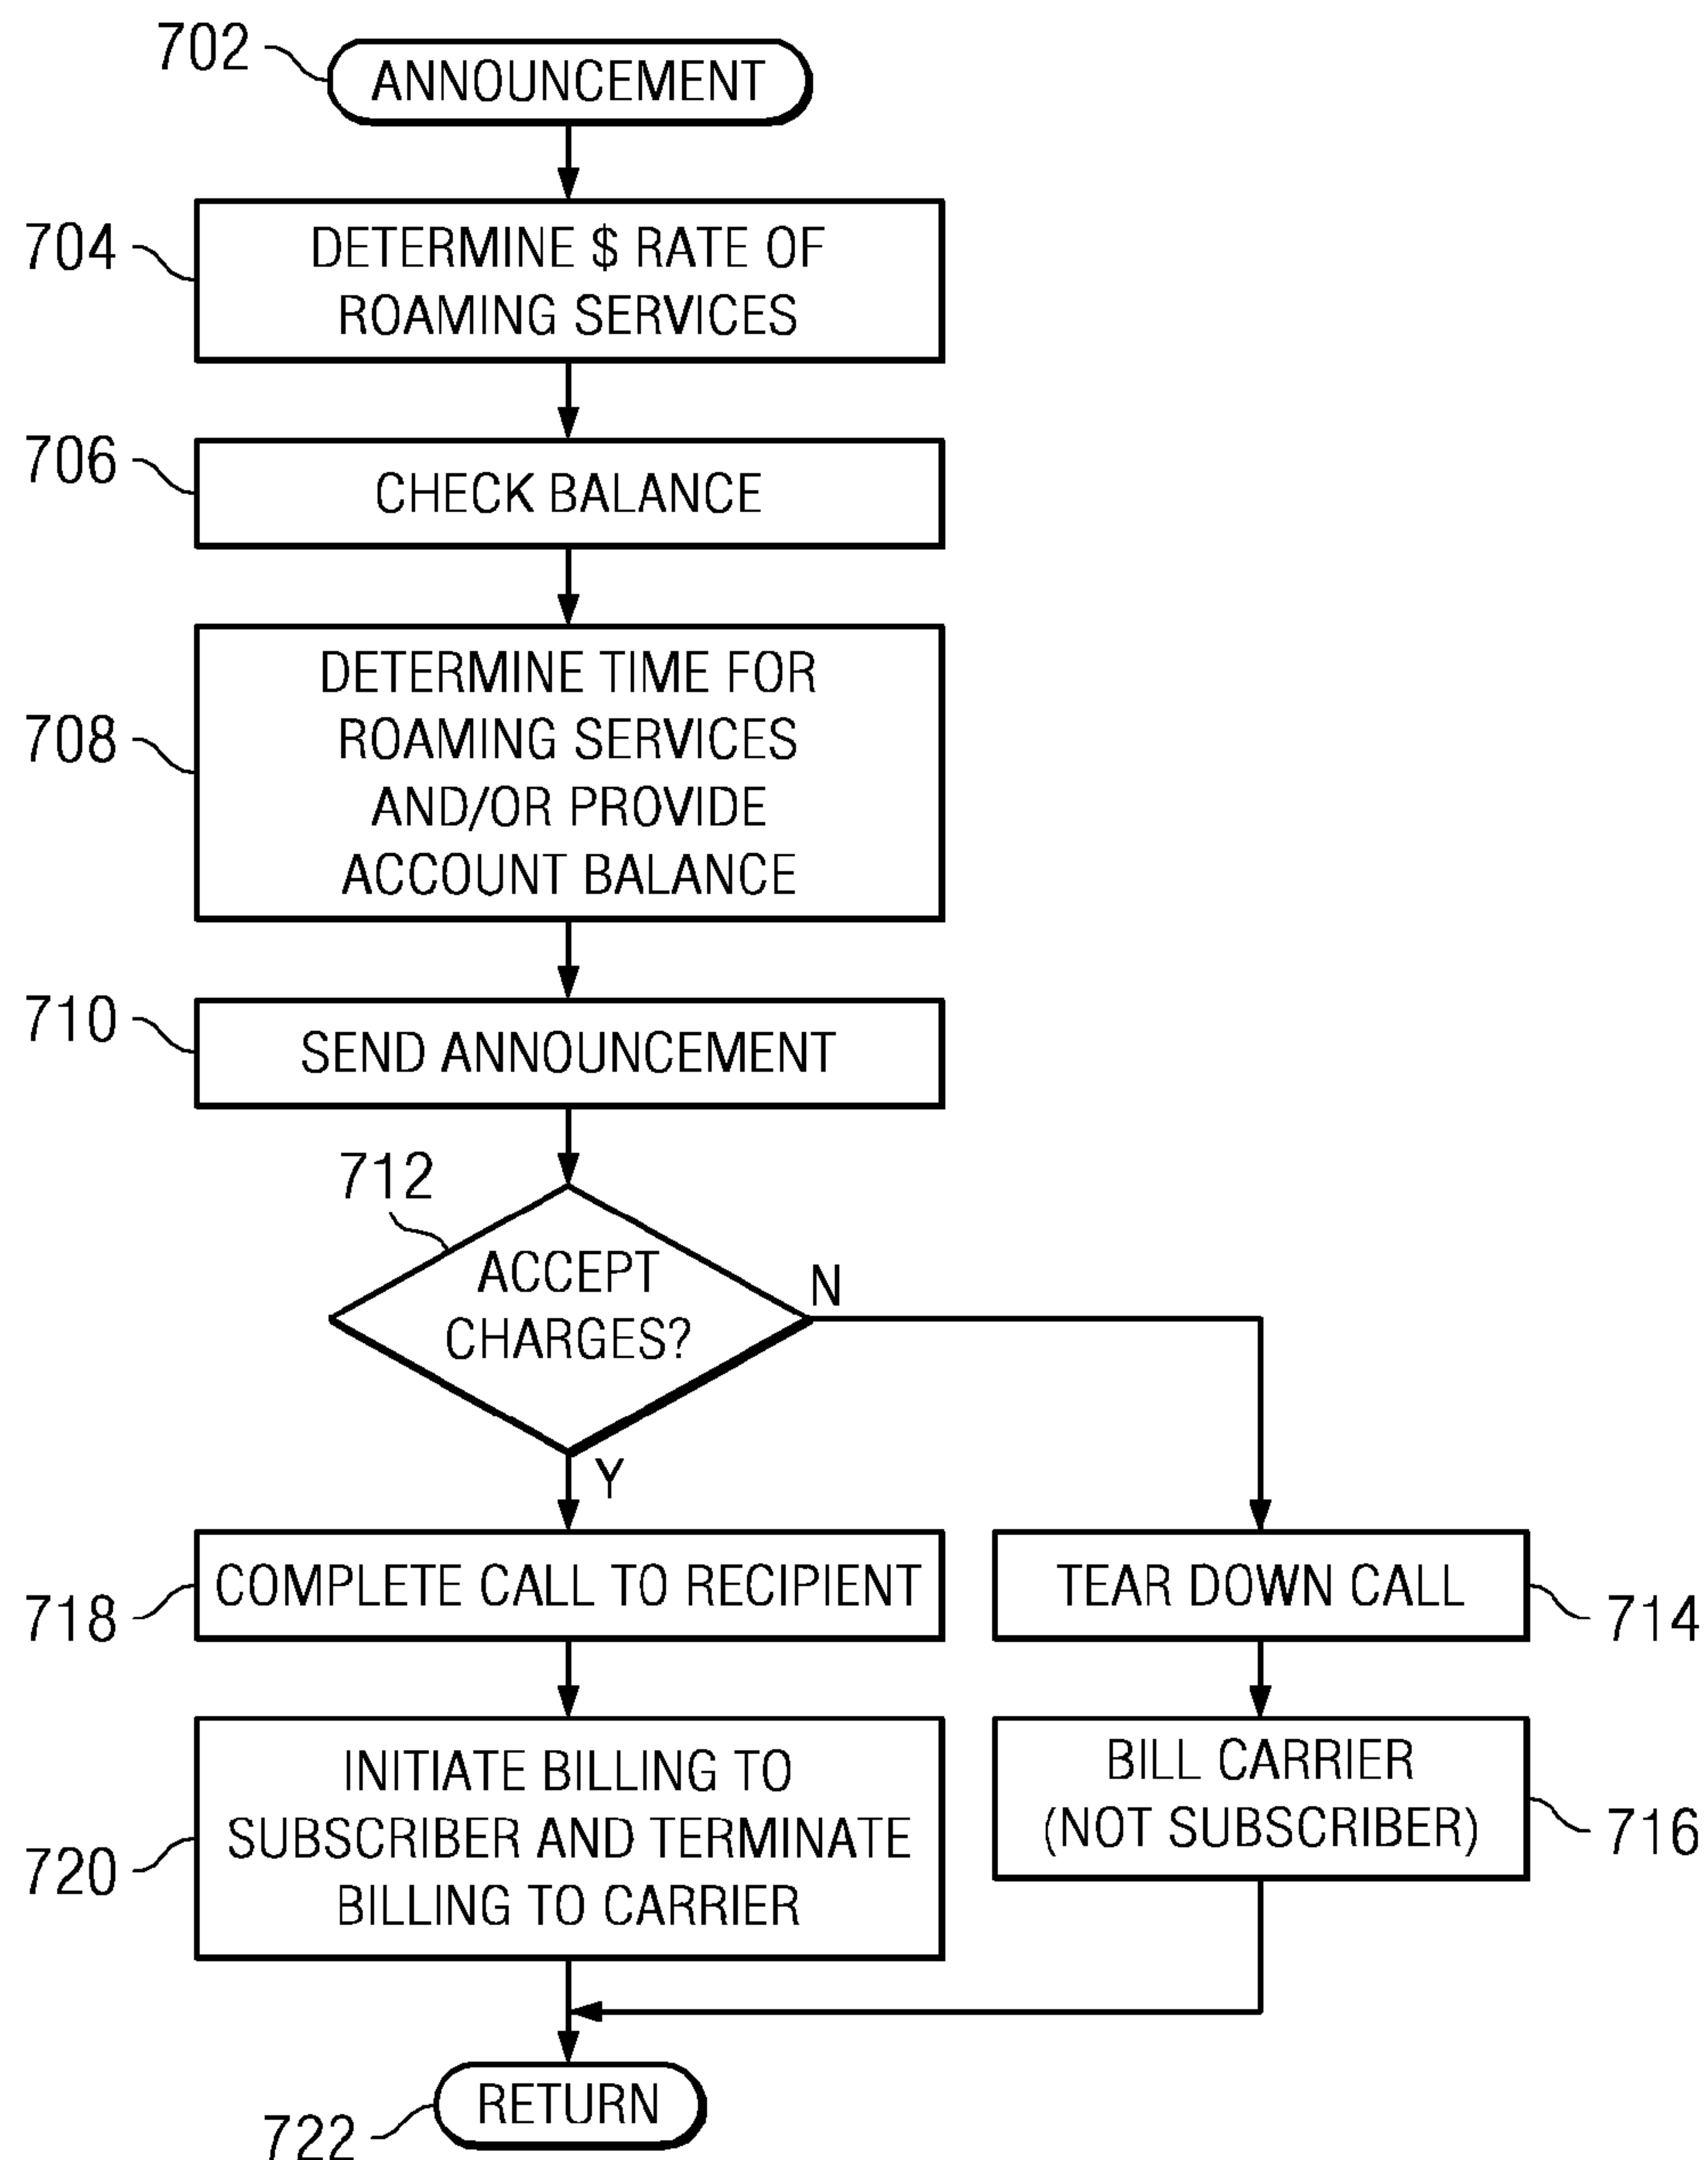 702
ANNOUNCEMENT
704
DETERMINE $ RATE OF
ROAMING SERVICES
706
CHECK BALANCE
708
DETERMINE TIME FOR
ROAMING SERVICES
AND/OR PROVIDE
ACCOUNT BALANCE
710
SEND ANNOUNCEMENT
712
ACCEPT
CHARGES?
N
Y
718
COMPLETE CALL TO RECIPIENT
TEAR DOWN CALL
714
720
INITIATE BILLING TO
SUBSCRIBER AND TERMINATE
BILLING TO CARRIER
BILL CARRIER
(NOT SUBSCRIBER)
716
RETURN
722